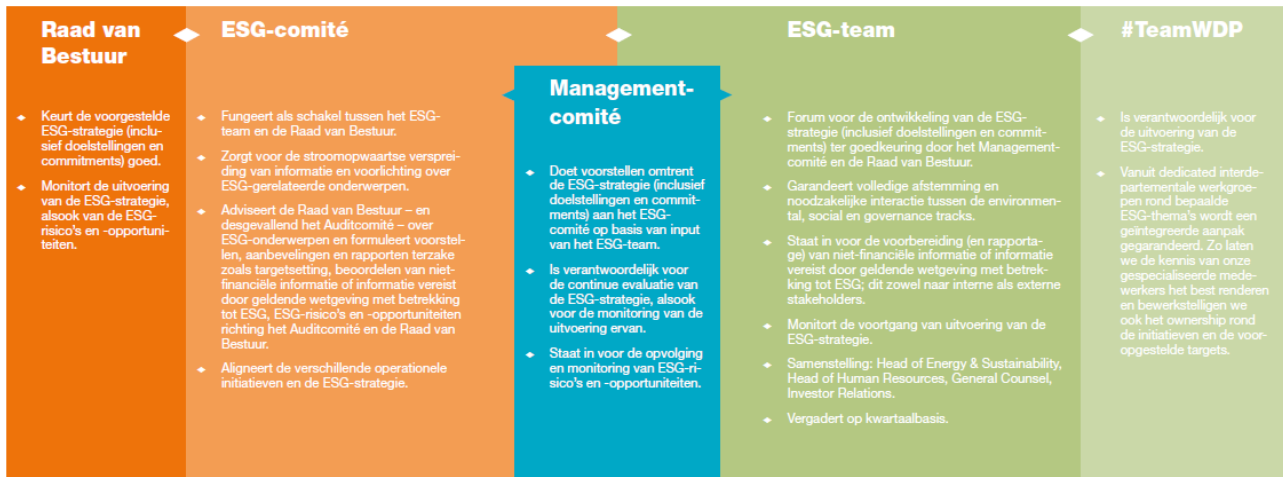 Raad van
Bestuur
Keurt de voorgestelde
ESG-strategie (inclu-
sief doelstellingen en
commitments) goed.
Monitort de uitvoering
van de ESG-strategie,
alsook van de ESG-
risico's en -opportuni-
teiten.
ESG-comité
Fungeert als schakel tussen het ESG-
team en de Raad van Bestuur.
Zorgt voor de stroomopwaartse versprei-
ding van informatie en voorlichting over
ESG-gerelateerde onderwerpen.
Adviseert de Raad van Bestuur – en
desgevallend het Auditcomité – over
ESG-onderwerpen en formuleert voorstel-
len, aanbevelingen en rapporten terzake
zoals targetsetting, beoordelen van niet-
financiële informatie of informatie vereist
door geldende wetgeving met betrekking
tot ESG, ESG-risico's en -opportuniteiten
richting het Auditcomité en de Raad van
Bestuur.
Aligneert de verschillende operationele
initiatieven en de ESG-strategie.
Management-
comité
Doet voorstellen omtrent
de ESG-strategie (inclusief
doelstellingen en commit-
ments) aan het ESG-
comité op basis van input
van het ESG-team.
Is verantwoordelijk voor
de continue evaluatie van
de ESG-strategie, alsook
voor de monitoring van de
uitvoering ervan.
Staat in voor de opvolging
en monitoring van ESG-ri-
sico's en -opportuniteiten.
ESG-team
Forum voor de ontwikkeling van de ESG-
strategie (inclusief doelstellingen en commit-
ments) ter goedkeuring door het Management-
comité en de Raad van Bestuur.
Garandeert volledige afstemming en
noodzakelijke interactie tussen de environmen-
tal, social en governance tracks.
Staat in voor de voorbereiding (en rapporta-
ge) van niet-financiële informatie of informatie
vereist door geldende wetgeving met betrek-
king tot ESG; dit zowel naar interne als externe
stakeholders.
Monitort de voortgang van uitvoering van de
ESG-strategie.
Samenstelling: Head of Energy & Sustainability,
Head of Human Resources, General Counsel,
Investor Relations.
Vergadert op kwartaalbasis.
#TeamWDP
Is verantwoordelijk voor
de uitvoering van de
ESG-strategie.
Vanuit dedicated interde-
partementale werkgroe-
pen rond bepaalde
ESG-thema's wordt een
geïntegreerde aanpak
gegarandeerd. Zo laten
we de kennis van onze
gespecialiseerde mede-
werkers het best renderen
en bewerkstelligen we
ook het ownership rond
de initiatieven en de voor-
opgestelde targets.